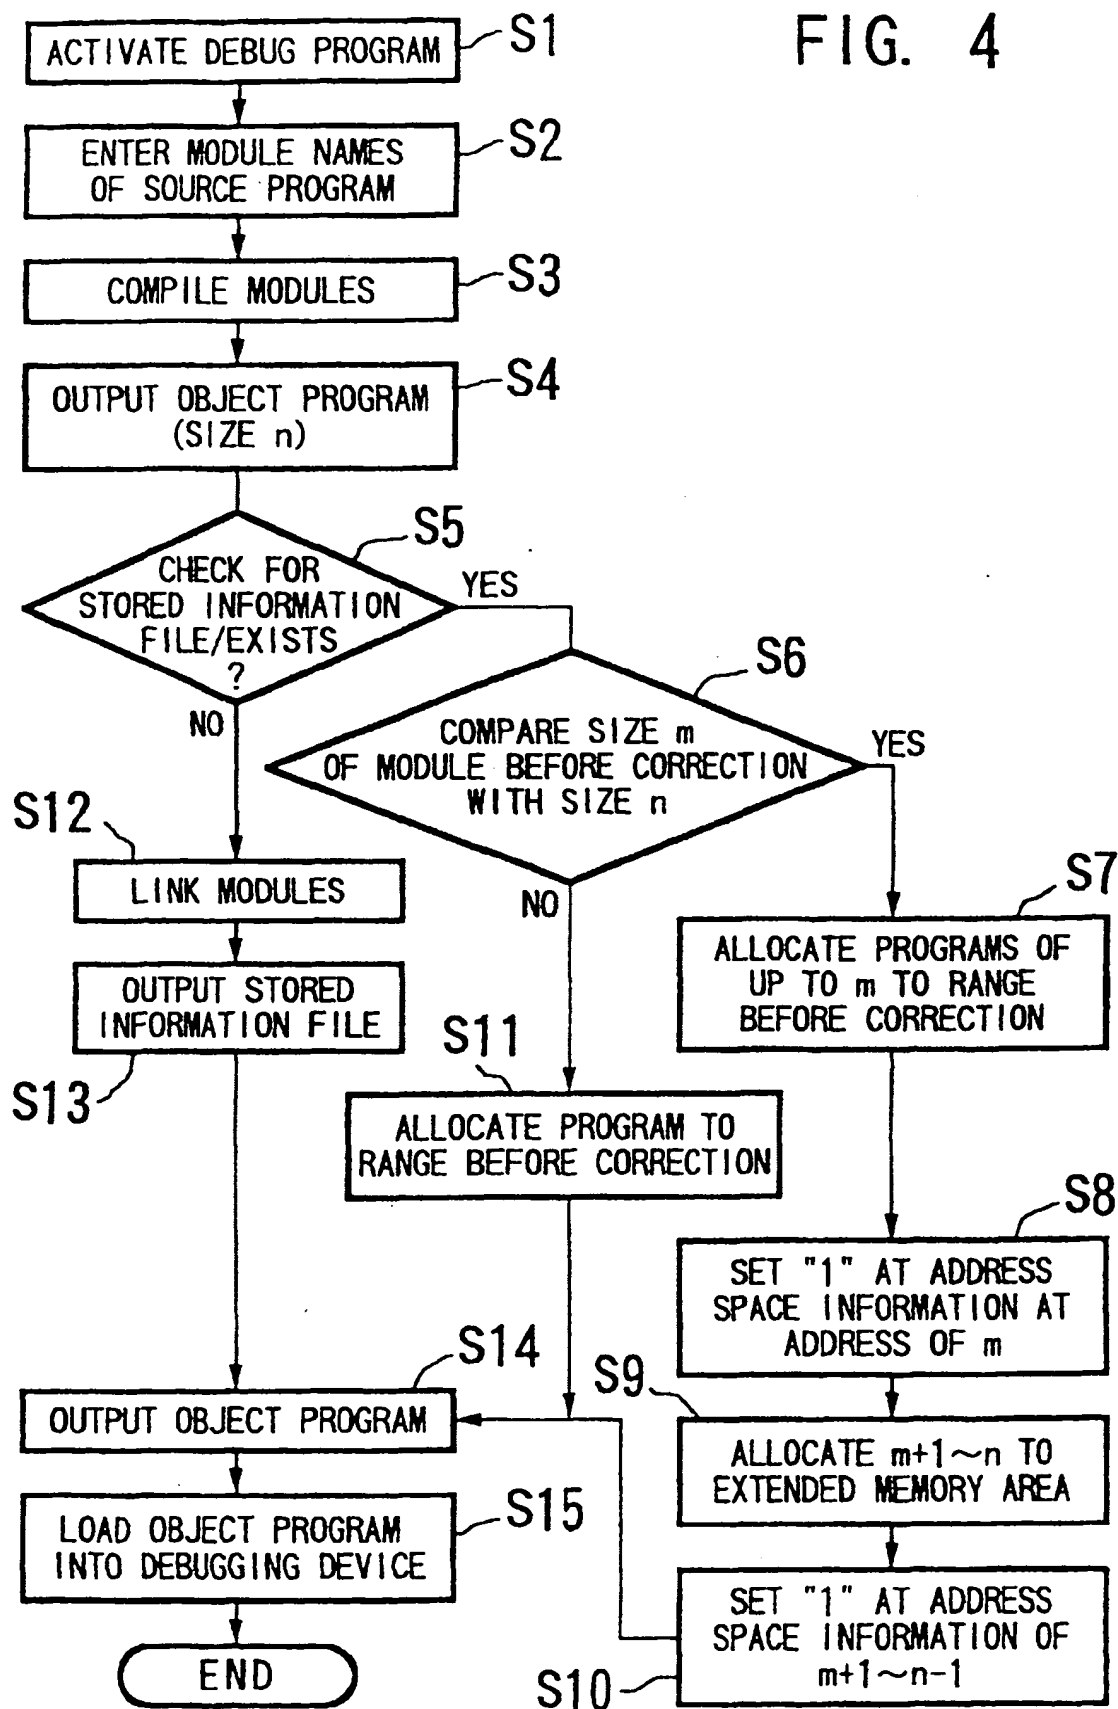 FIG. 4
ACTIVATE DEBUG PROGRAM
S1
ENTER MODULE NAMES
OF SOURCE PROGRAM
S2
COMPILE MODULES
S3
OUTPUT OBJECT PROGRAM
(SIZE n)
S4
CHECK FOR
STORED INFORMATION
FILE/EXISTS
?
S5
YES
NO
COMPARE SIZE m
OF MODULE BEFORE CORRECTION
WITH SIZE n
S6
YES
NO
S12
LINK MODULES
OUTPUT STORED
INFORMATION FILE
S13
S7
ALLOCATE PROGRAMS OF
UP TO m TO RANGE
BEFORE CORRECTION
S11
ALLOCATE PROGRAM TO
RANGE BEFORE CORRECTION
S8
SET "1" AT ADDRESS
SPACE INFORMATION AT
ADDRESS OF m
S9
ALLOCATE m+1~n TO
EXTENDED MEMORY AREA
SET "1" AT ADDRESS
SPACE INFORMATION OF
m+1~n-1
S10
S14
OUTPUT OBJECT PROGRAM
LOAD OBJECT PROGRAM
INTO DEBUGGING DEVICE
S15
END